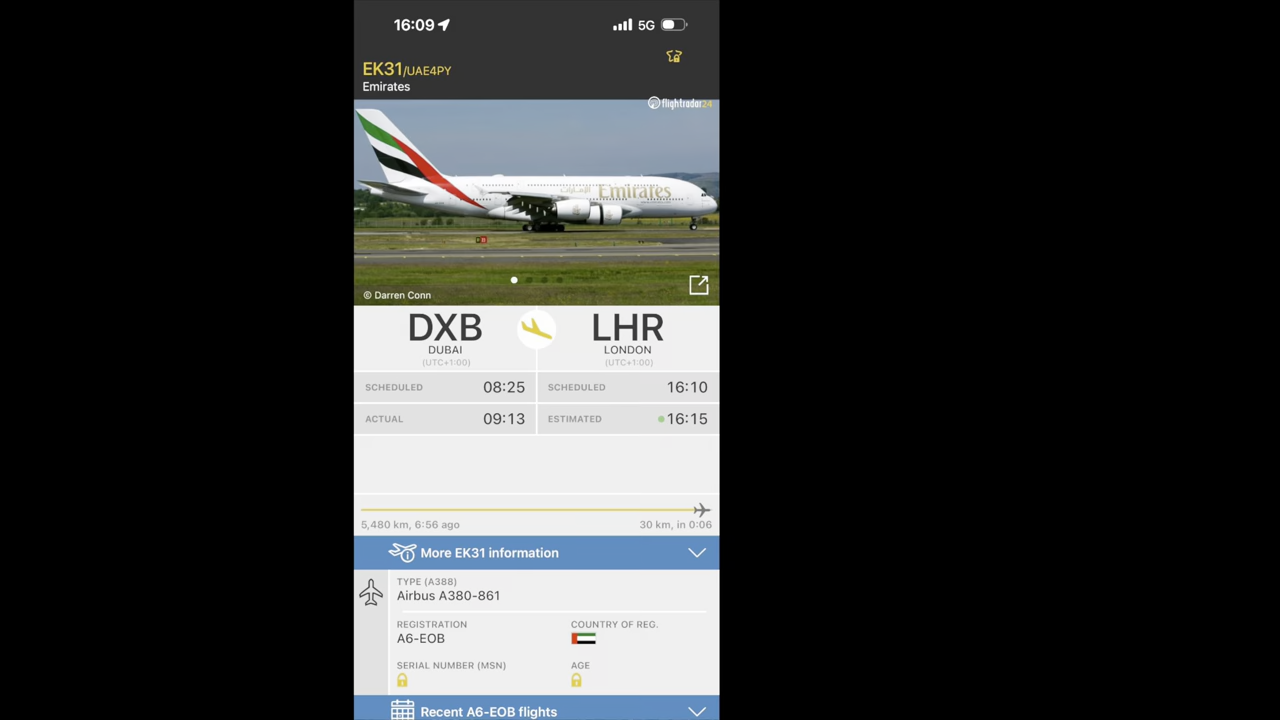 16:09
5G
EK31/UAE4PY
Emirates
flightradar24
Emirates
© Darren Conn
DXB
DUBAI
(UTC+1:00)
LHR
LONDON
(UTC+1:00)
SCHEDULED 08:25
SCHEDULED 16:10
ACTUAL 09:13
ESTIMATED 16:15
5,480 km, 6:56 ago
30 km, in 0:06
More EK31 information
TYPE (A388)
Airbus A380-861
REGISTRATION
A6-EOB
COUNTRY OF REG.
SERIAL NUMBER (MSN)
AGE
Recent A6-EOB flights